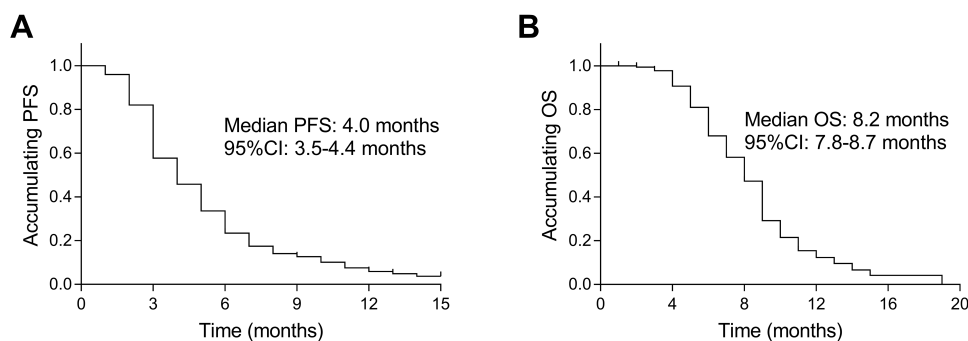 A
Accumulating PFS
1.0
0.8
0.6
0.4
0.2
0.0
Median PFS: 4.0 months
95%CI: 3.5-4.4 months
0 3 6 9 12 15
Time (months)
B
Accumulating OS
1.0
0.8
0.6
0.4
0.2
0.0
Median OS: 8.2 months
95%CI: 7.8-8.7 months
0 4 8 12 16 20
Time (months)